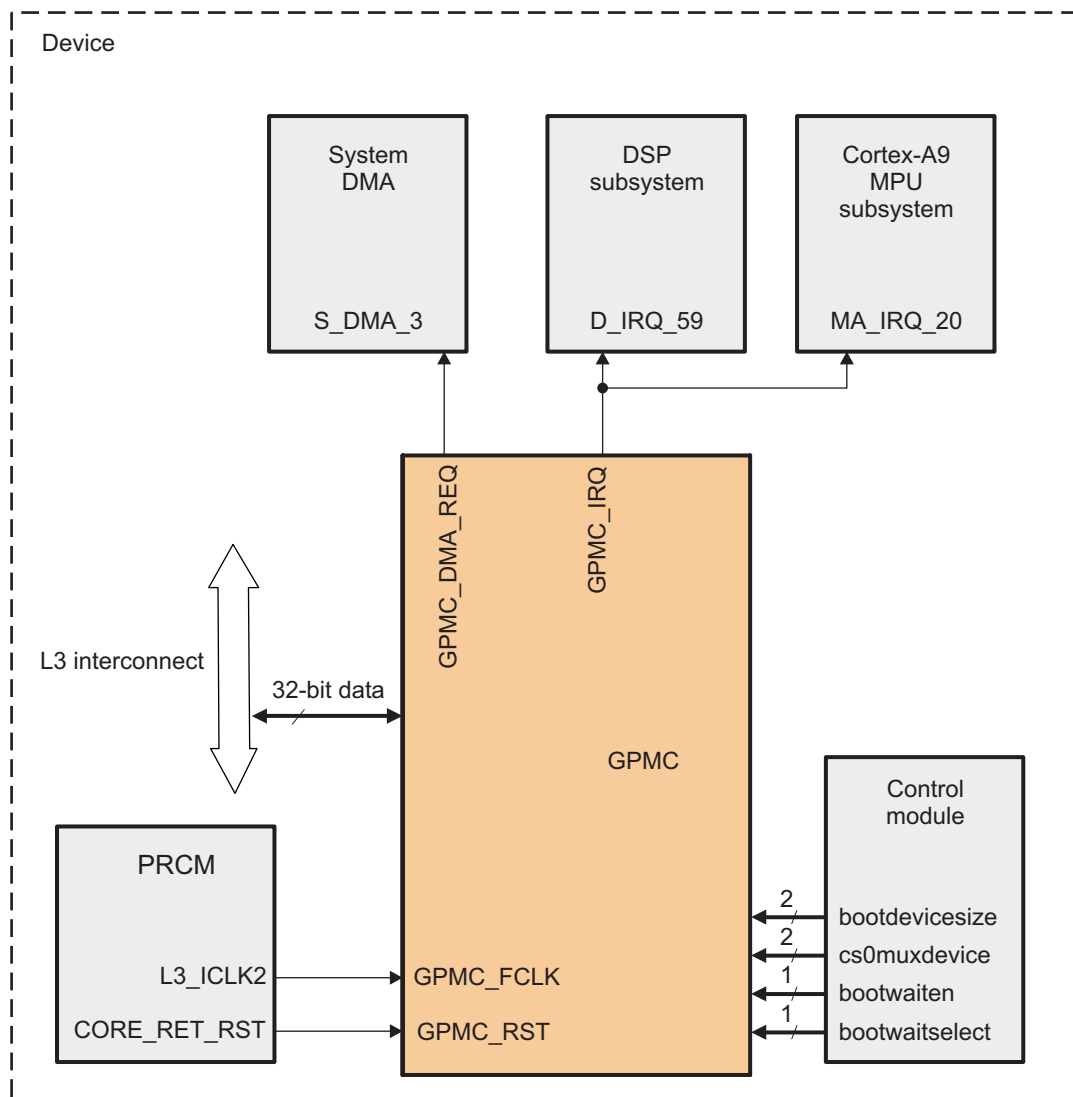 Device
System
DMA
S_DMA_3
DSP
subsystem
D_IRQ_59
Cortex-A9
MPU
subsystem
MA_IRQ_20
GPMC_DMA_REQ
GPMC_IRQ
L3 interconnect
32-bit data
GPMC
PRCM
L3_ICLK2
CORE_RET_RST
GPMC_FCLK
GPMC_RST
Control
module
2
bootdevicesize
2
cs0muxdevice
1
bootwaiten
1
bootwaitselect